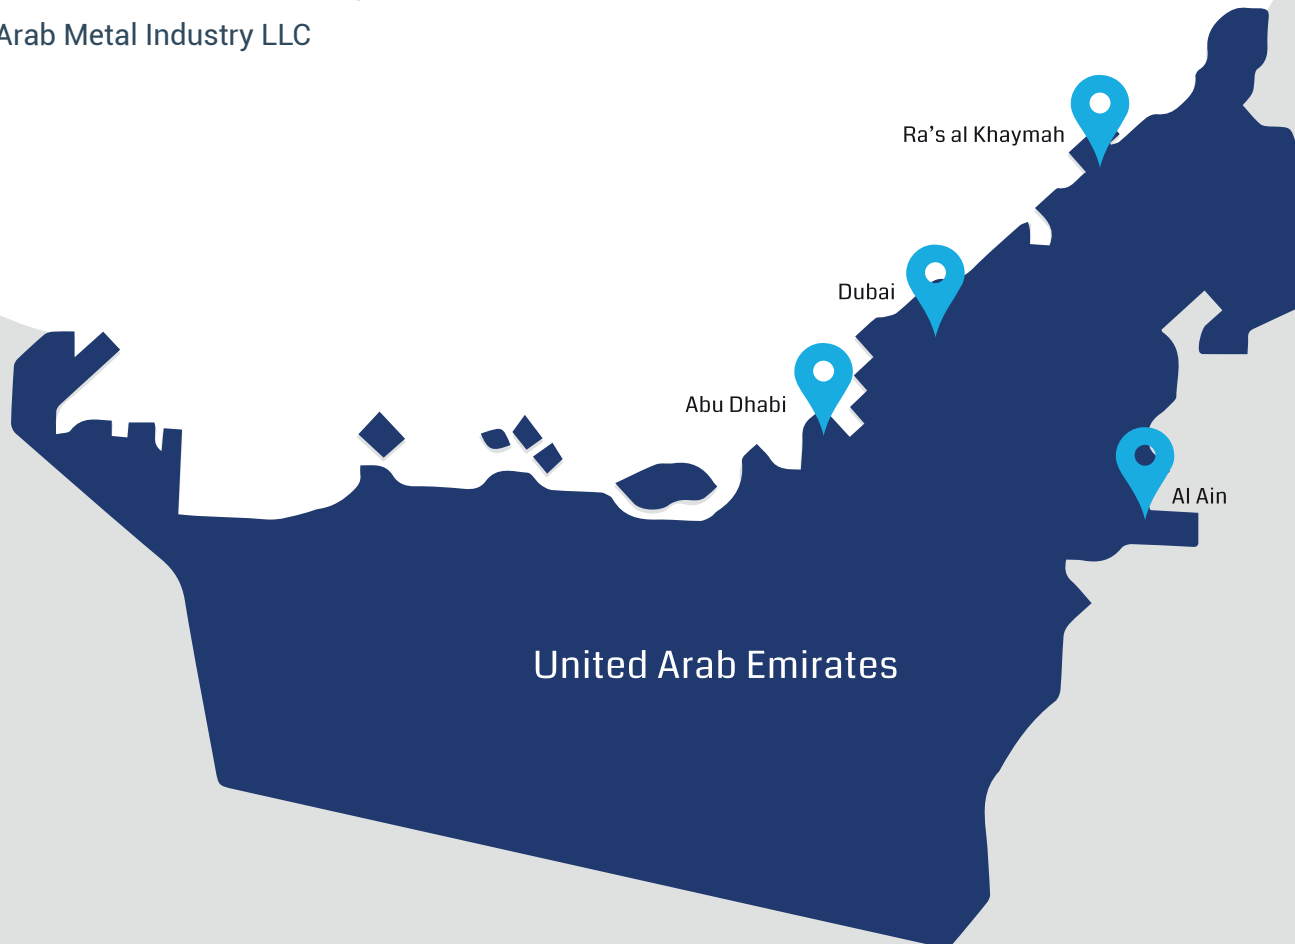 Arab Metal Industry LLC
Ra’s al Khaymah
Dubai
Abu Dhabi
Al Ain
United Arab Emirates